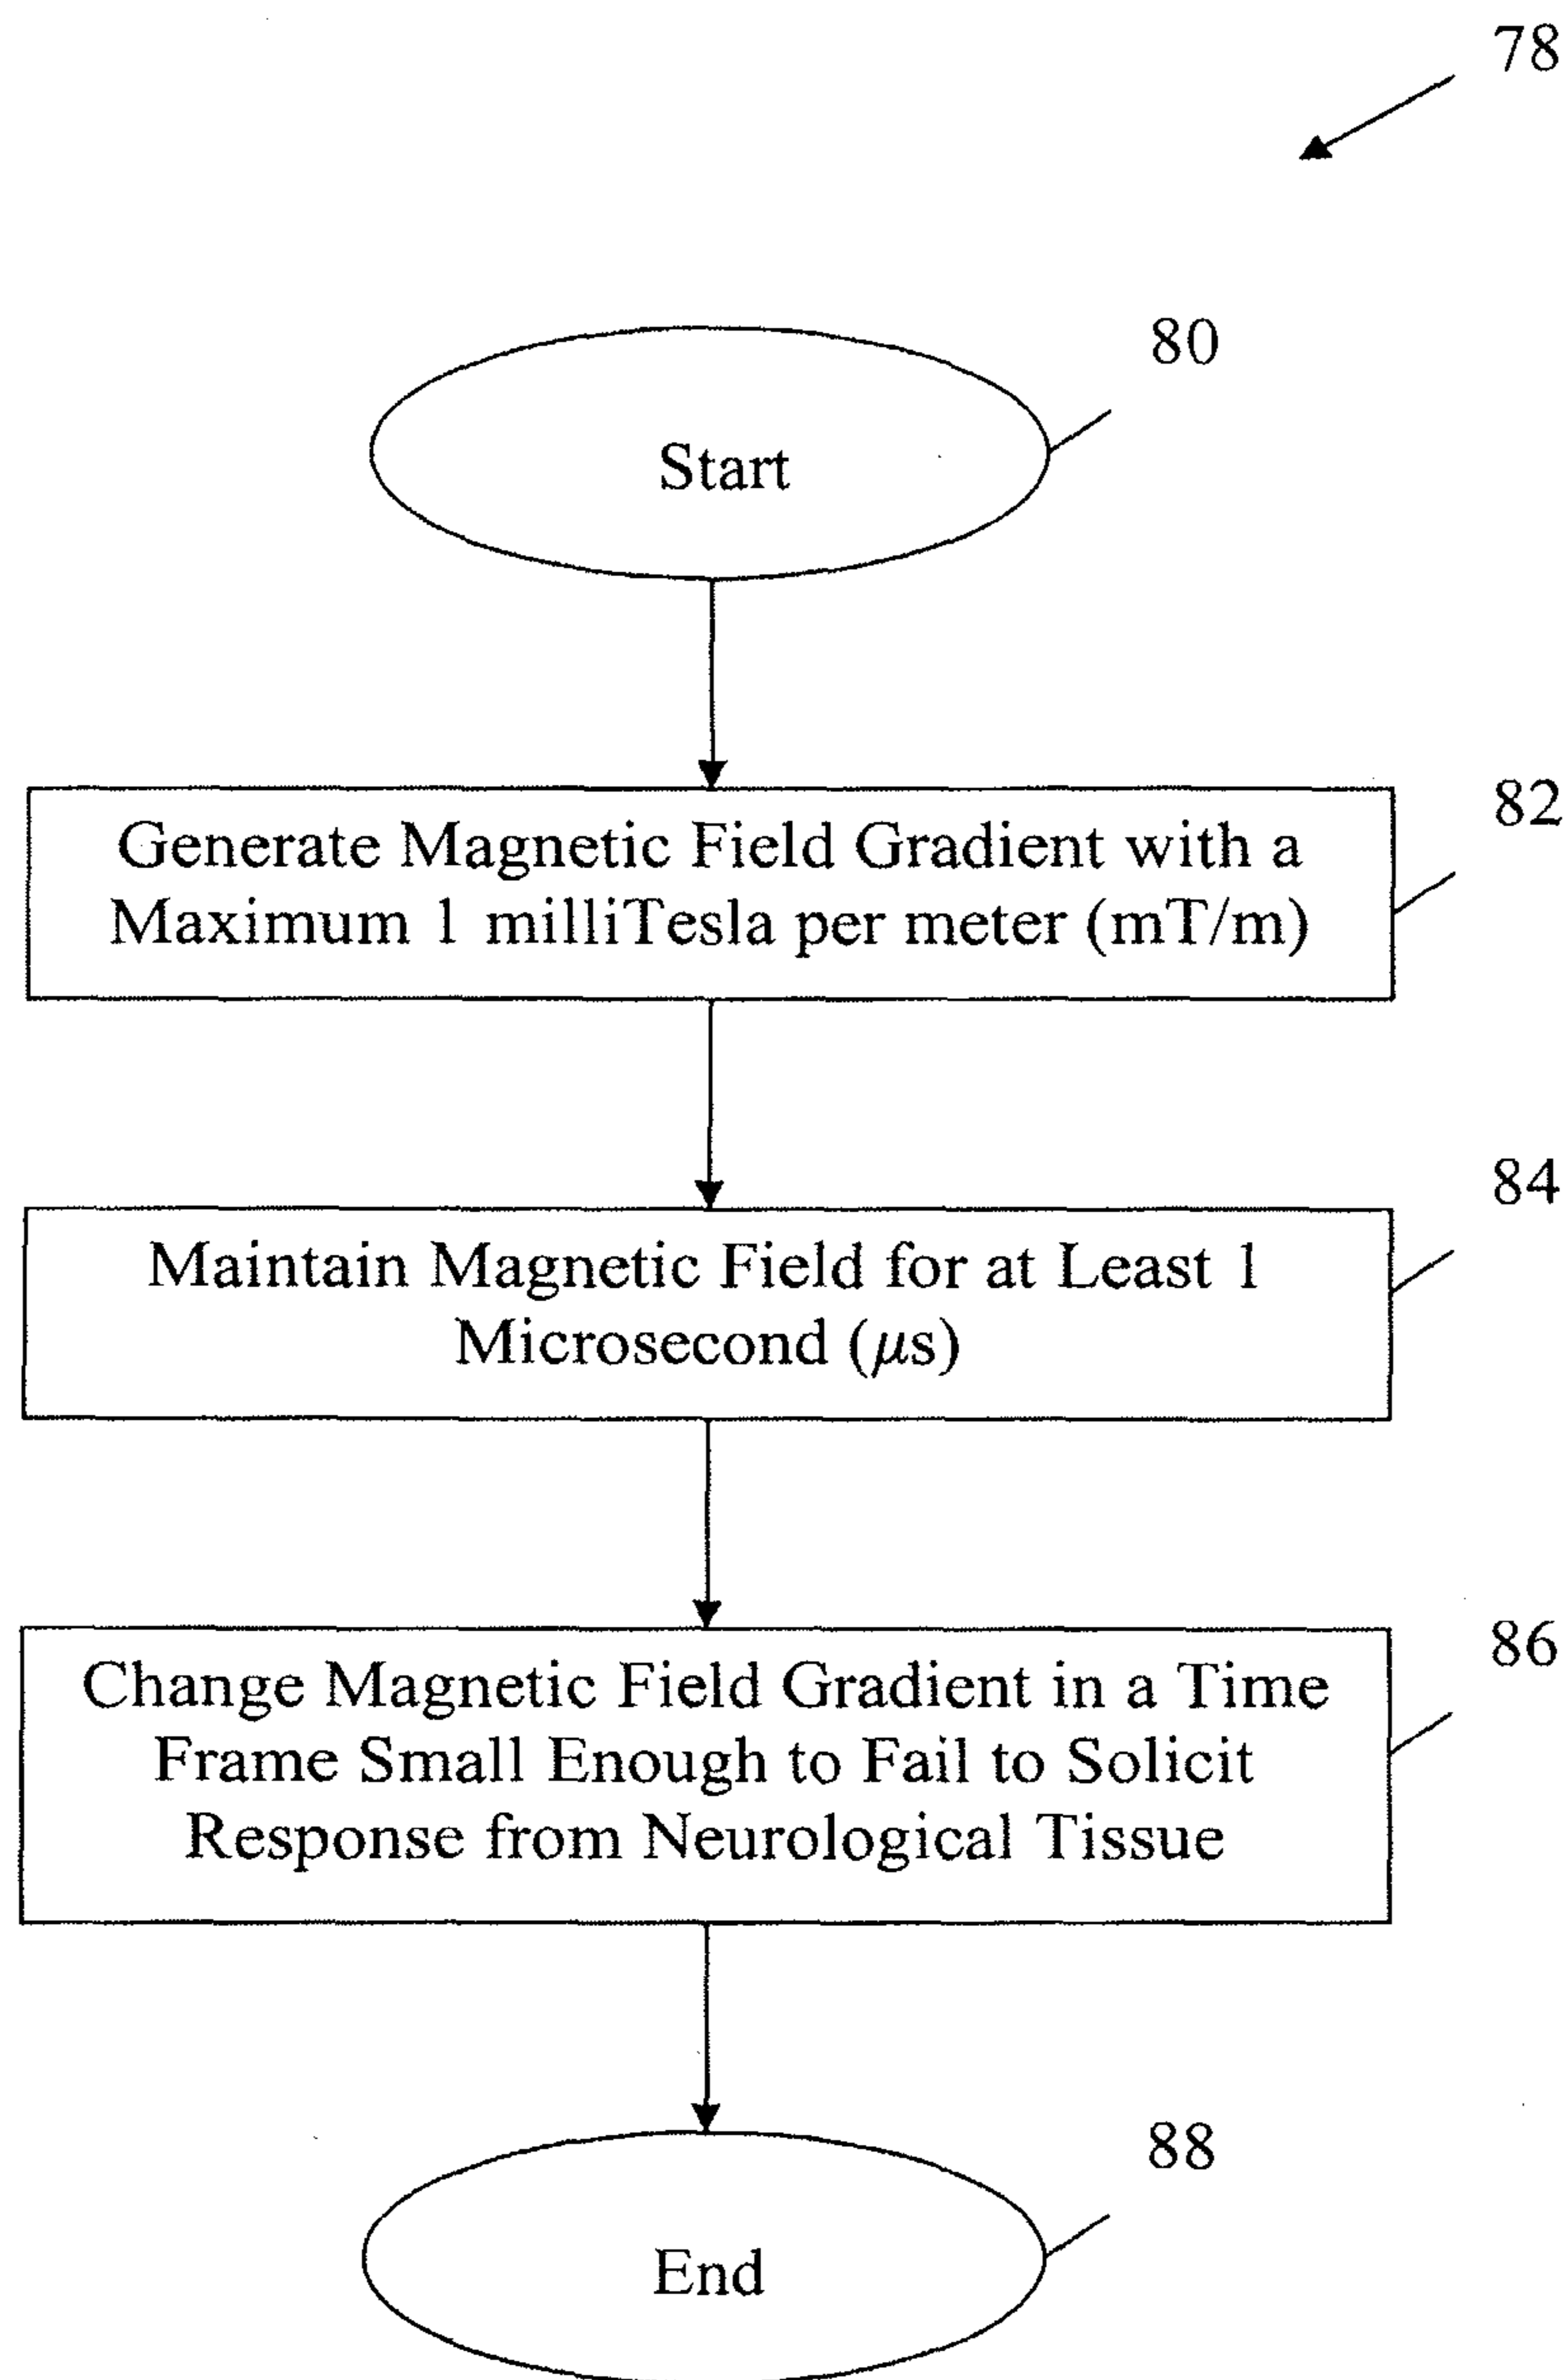 78
80
Start
82
Generate Magnetic Field Gradient with a
Maximum 1 milliTesla per meter (mT/m)
84
Maintain Magnetic Field for at Least 1
Microsecond (μs)
86
Change Magnetic Field Gradient in a Time
Frame Small Enough to Fail to Solicit
Response from Neurological Tissue
88
End